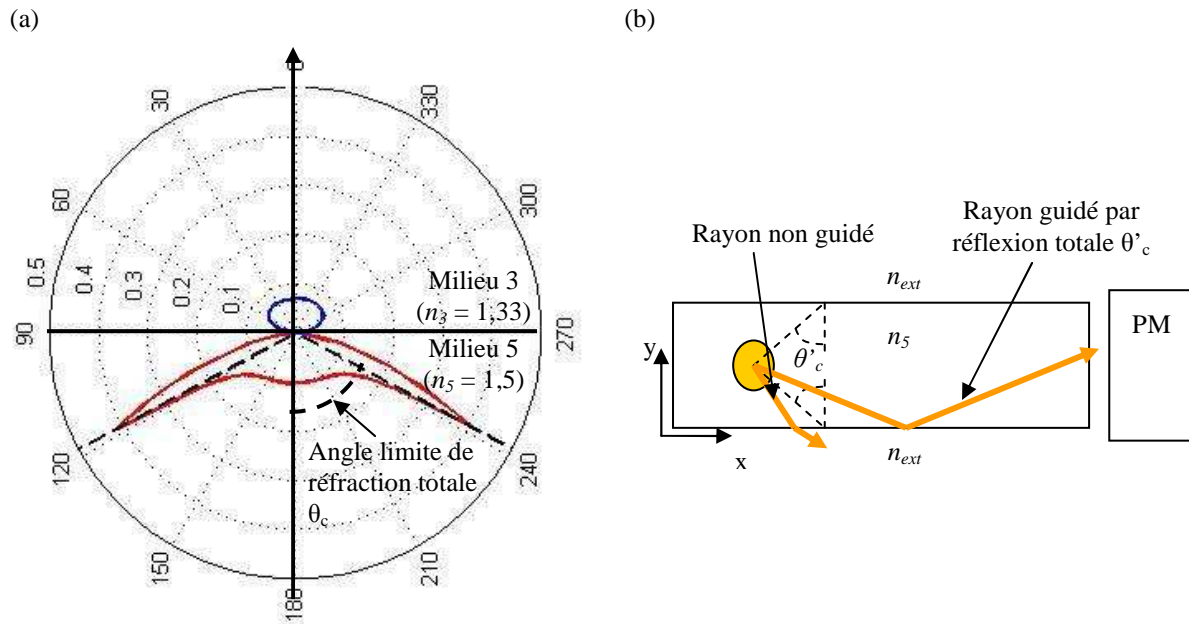 (a)
0
30
330
60
300
0.5
0.4
0.3
0.2
0.1
Milieu 3
(n3 = 1,33)
90
270
Milieu 5
(n5 = 1,5)
120
240
Angle limite de
réfraction totale
θc
150
210
180
(b)
Rayon guidé par
réflexion totale θ’c
Rayon non guidé
next
PM
n5
y
θ’c
next
x